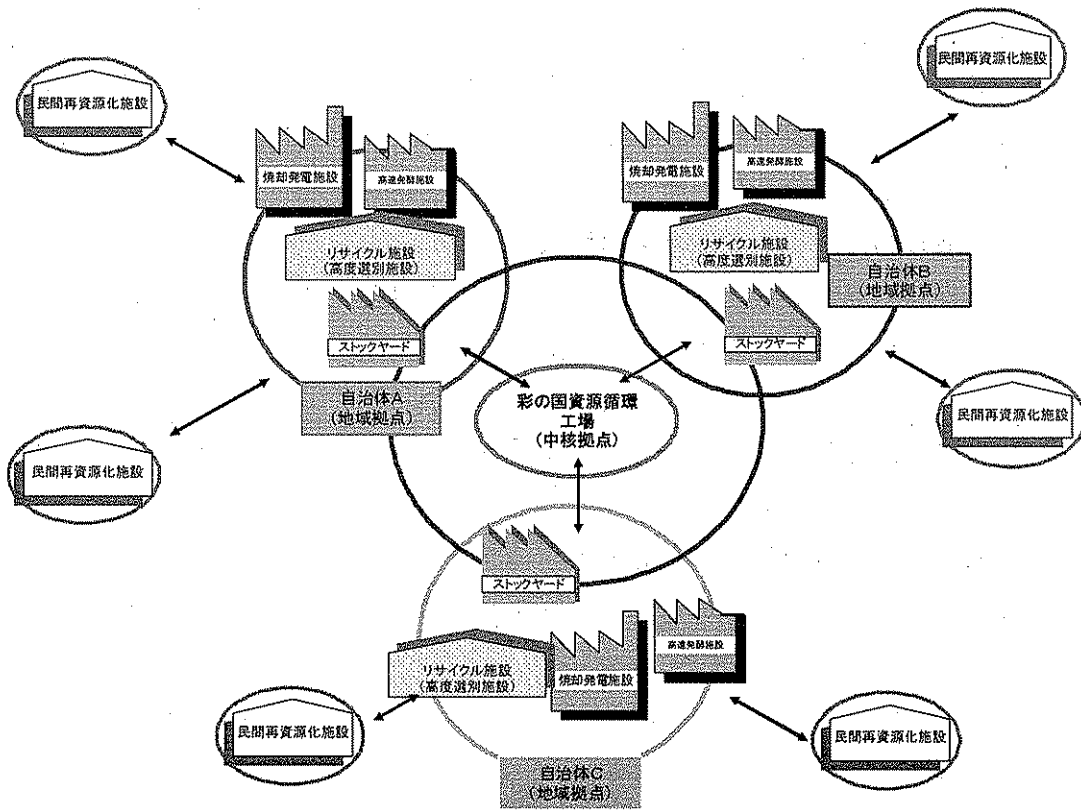 民間再資源化施設
民間再資源化施設
焼却発電施設
高速発酵施設
リサイクル施設
(高度選別施設)
ストックヤード
自治体A
(地域拠点)
焼却発電施設
高速発酵施設
リサイクル施設
(高度選別施設)
自治体B
(地域拠点)
ストックヤード
彩の国資源循環
工場
(中核拠点)
民間再資源化施設
民間再資源化施設
ストックヤード
リサイクル施設
(高度選別施設)
焼却発電施設
高速発酵施設
民間再資源化施設
民間再資源化施設
自治体C
(地域拠点)